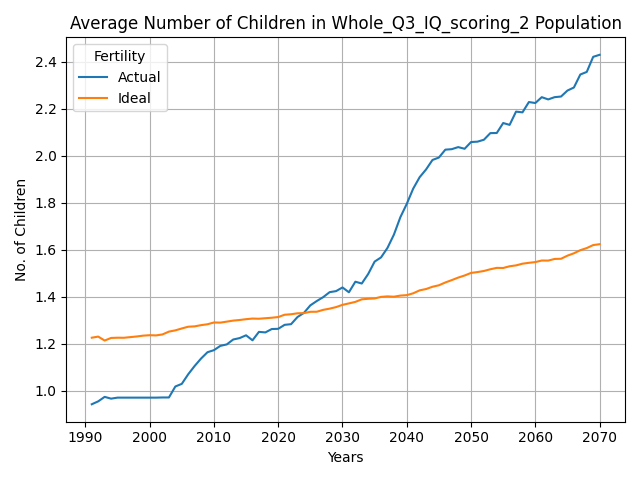 Average Number of Children in Whole_Q3_IQ_scoring_2 Population
Fertility
Actual
Ideal
No. of Children
2.4
2.2
2.0
1.8
1.6
1.4
1.2
1.0
1990 2000 2010 2020 2030 2040 2050 2060 2070
Years